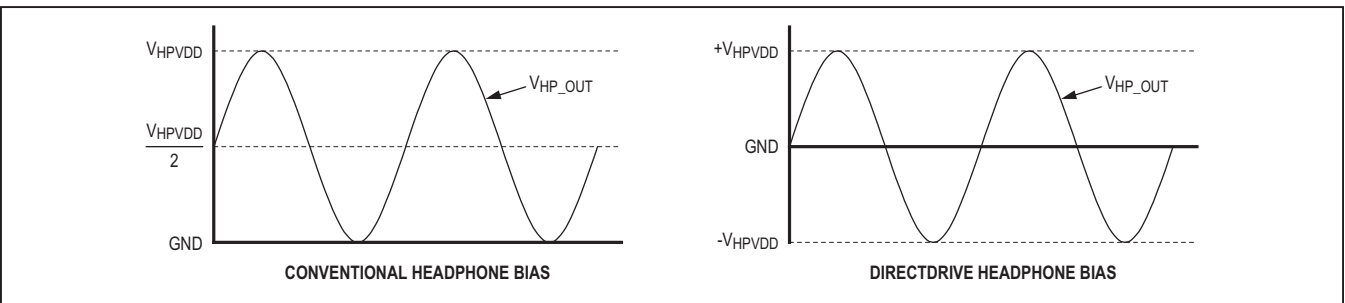 VHPVDD
VHP_OUT
VHPVDD
2
GND
CONVENTIONAL HEADPHONE BIAS
+VHPVDD
VHP_OUT
GND
-VHPVDD
DIRECTDRIVE HEADPHONE BIAS